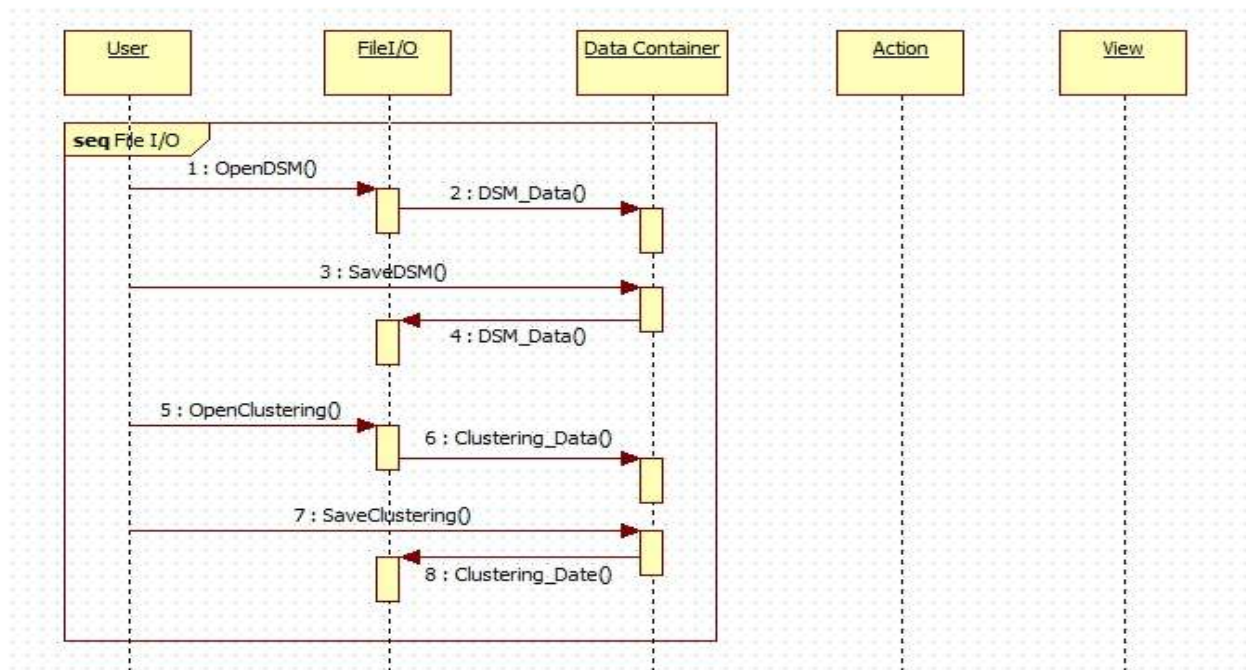 User
FileI/O
Data Container
Action
View
seq File I/O
1 : OpenDSM()
2 : DSM_Data()
3 : SaveDSM()
4 : DSM_Data()
5 : OpenClustering()
6 : Clustering_Data()
7 : SaveClustering()
8 : Clustering_Date()